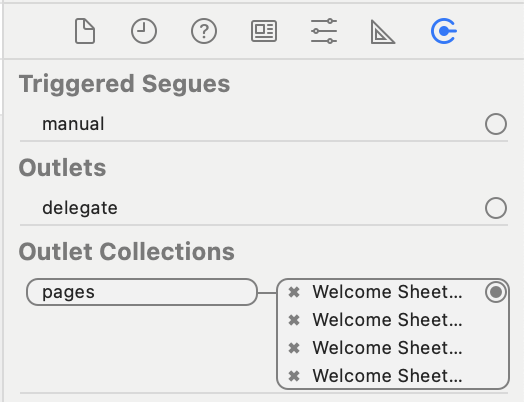 Triggered Segues
manual
Outlets
delegate
Outlet Collections
pages
Welcome Sheet...
Welcome Sheet...
Welcome Sheet...
Welcome Sheet...